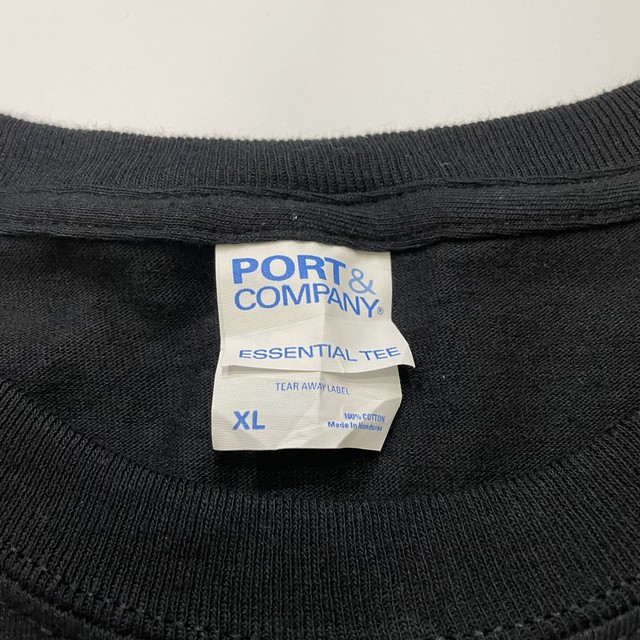 PORT &
COMPANY®
ESSENTIAL TEE
TEAR AWAY LABEL
XL
100% COTTON
Made in Honduras